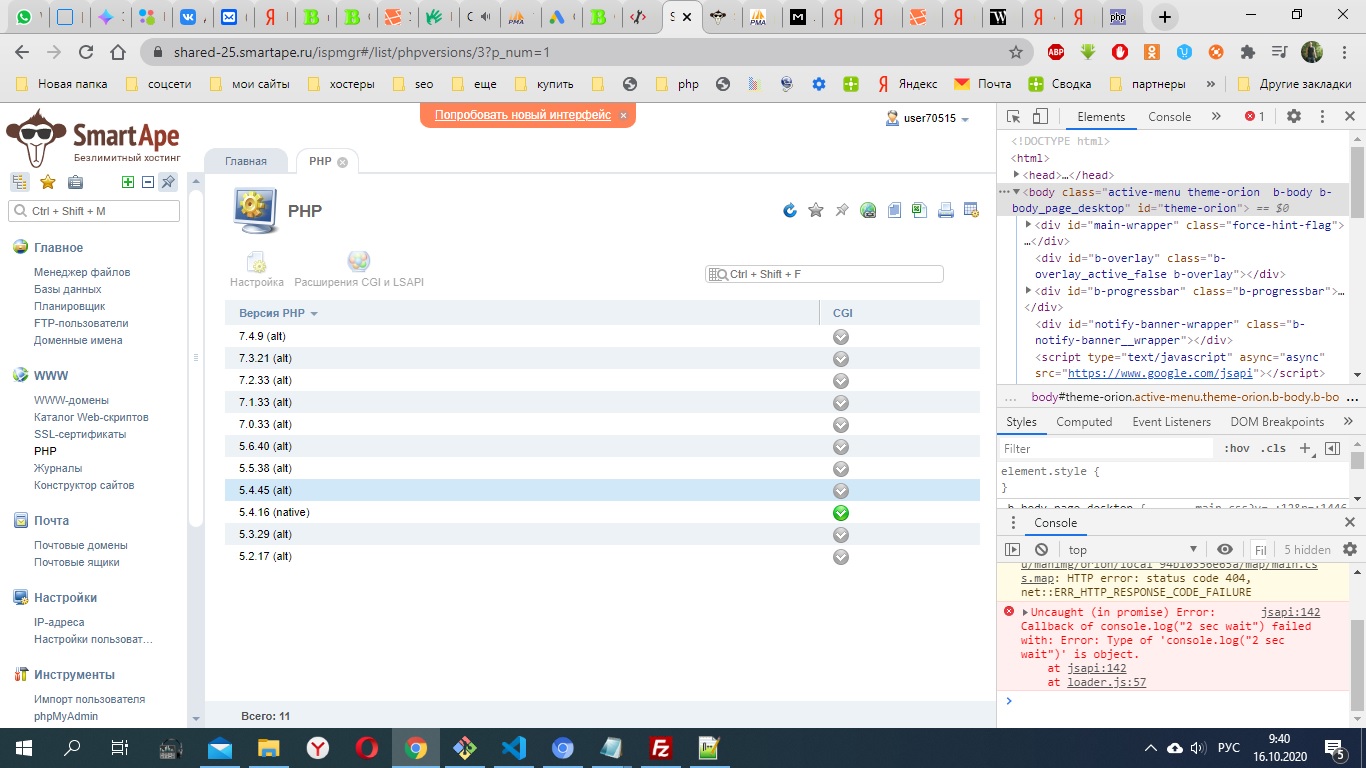 shared-25.smartape.ru/ispmgr#/list/phpversions/3?p_num=1
Новая папка соцсети мои сайты хостеры seo еще купить php Яндекс Почта Сводка партнеры » Другие закладки
SmartApe
Безлимитный хостинг
Попробовать новый интерфейс ×
user70515
Главная PHP
Ctrl + Shift + M
PHP
Настройка Расширения CGI и LSAPI
Ctrl + Shift + F
Версия PHP CGI
7.4.9 (alt)
7.3.21 (alt)
7.2.33 (alt)
7.1.33 (alt)
7.0.33 (alt)
5.6.40 (alt)
5.5.38 (alt)
5.4.45 (alt)
5.4.16 (native)
5.3.29 (alt)
5.2.17 (alt)
Всего: 11
Главное
Менеджер файлов
Базы данных
Планировщик
FTP-пользователи
Доменные имена
WWW
WWW-домены
Каталог Web-скриптов
SSL-сертификаты
PHP
Журналы
Конструктор сайтов
Почта
Почтовые домены
Почтовые ящики
Настройки
IP-адреса
Настройки пользоват...
Инструменты
Импорт пользователя
phpMyAdmin
Elements Console » 1
<!DOCTYPE html>
<html>
<head>…</head>
<body class="active-menu theme-orion b-body b-
body_page_desktop" id="theme-orion"> == $0
<div id="main-wrapper" class="force-hint-flag">
…</div>
<div id="b-overlay" class="b-
overlay_active_false b-overlay"></div>
<div id="b-progressbar" class="b-progressbar">…
</div>
<div id="notify-banner-wrapper" class="b-
notify-banner__wrapper"></div>
<script type="text/javascript" async="async"
src="https://www.google.com/jsapi"></script>
... body#theme-orion.active-menu.theme-orion.b-body.b-bo ...
Styles Computed Event Listeners DOM Breakpoints »
Filter :hov .cls +
element.style {
}
Console
top Fil 5 hidden
s.map: HTTP error: status code 404,
net::ERR_HTTP_RESPONSE_CODE_FAILURE
Uncaught (in promise) Error: jsapi:142
Callback of console.log("2 sec wait") failed
with: Error: Type of 'console.log("2 sec
wait")' is object.
at jsapi:142
at loader.js:57
РУС
9:40
16.10.2020
5